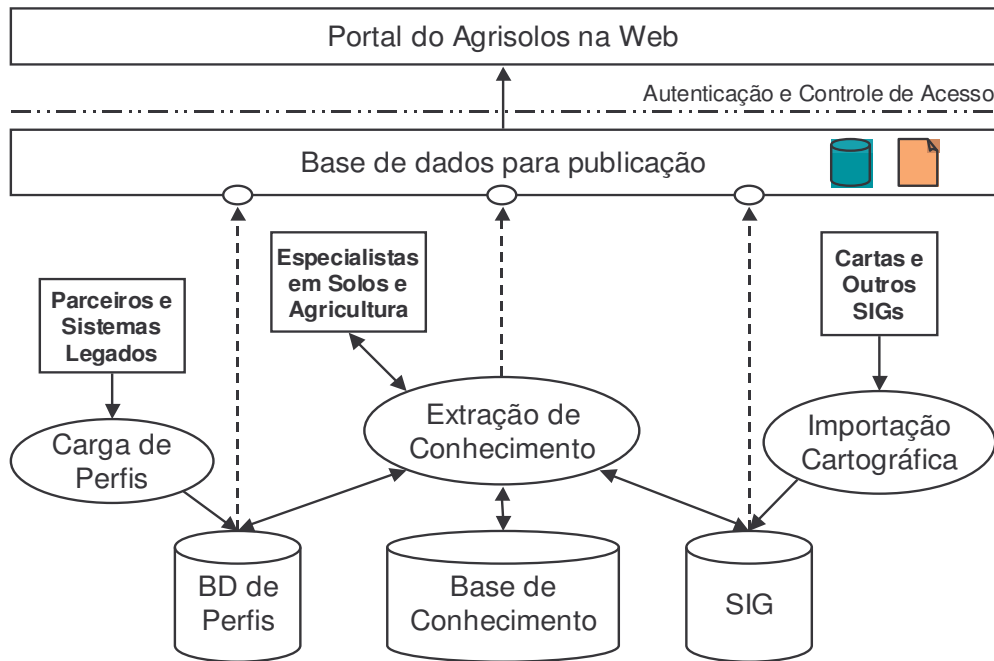 Portal do Agrisolos na Web
Autenticação e Controle de Acesso
Base de dados para publicação
Especialistas
em Solos e
Agricultura
Cartas e
Outros
SIGs
Parceiros e
Sistemas
Legados
Extração de
Conhecimento
Importação
Cartográfica
Carga de
Perfis
BD de
Perfis
Base de
Conhecimento
SIG